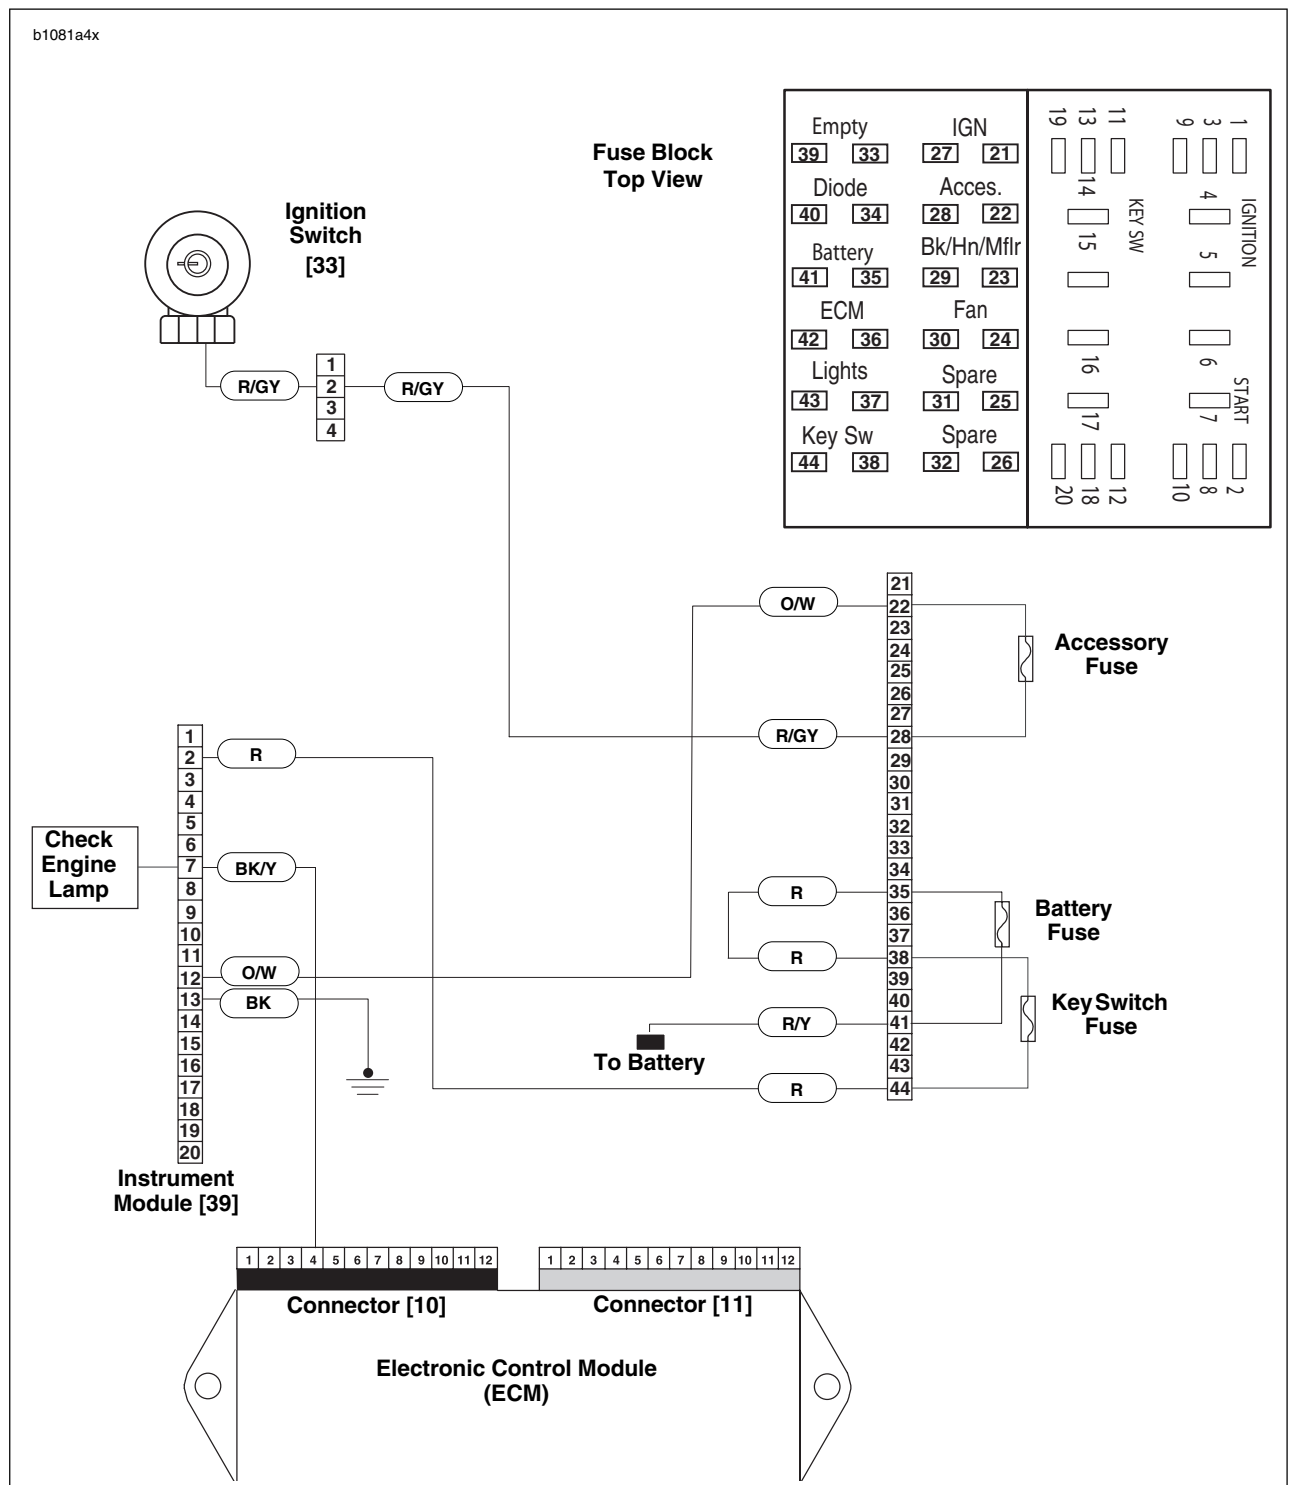 b1081a4x
Fuse Block
Top View
Empty IGN
39 33 27 21
Diode Acces.
40 34 28 22
Battery Bk/Hn/Mflr
41 35 29 23
ECM Fan
42 36 30 24
Lights Spare
43 37 31 25
Key Sw Spare
44 38 32 26
19 13 11 9 3 1
14 4
KEY SW IGNITION
15 5
16 6
START
17 7
20 18 12 10 8 2
Ignition
Switch
[33]
R/GY
1
2
3
4
R/GY
O/W
R/GY
R
R
R/Y
To Battery
R
21
22
23
24
25
26
27
28
29
30
31
32
33
34
35
36
37
38
39
40
41
42
43
44
Accessory
Fuse
Battery
Fuse
Key Switch
Fuse
Check
Engine
Lamp
1
2
3
4
5
6
7
8
9
10
11
12
13
14
15
16
17
18
19
20
R
BK/Y
O/W
BK
Instrument
Module [39]
1 2 3 4 5 6 7 8 9 10 11 12
1 2 3 4 5 6 7 8 9 10 11 12
Connector [10]
Connector [11]
Electronic Control Module
(ECM)